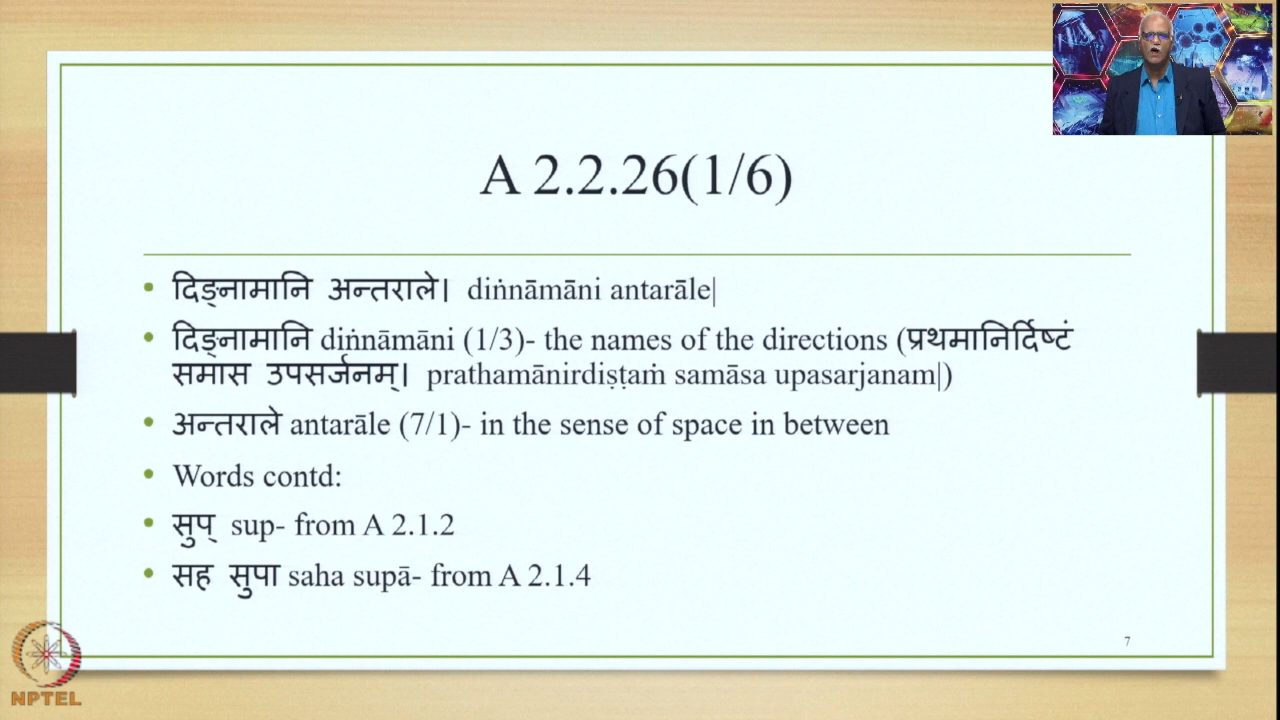 A 2.2.26(1/6)
• दिङ्नामानि अन्तराले। diṅnāmāni antarāle|
• दिङ्नामानि diṅnāmāni (1/3)- the names of the directions (प्रथमानिर्दिष्टं
समास उपसर्जनम्। prathamānirdiṣṭaṁ samāsa upasarjanam|)
• अन्तराले antarāle (7/1)- in the sense of space in between
• Words contd:
• सुप् sup- from A 2.1.2
• सह सुपा saha supā- from A 2.1.4
7
NPTEL